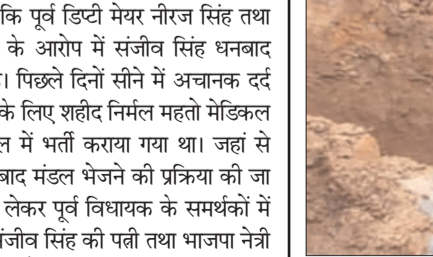 कि पूर्व डिप्टी मेयर नीरज सिंह तथा
के आरोप में संजीव सिंह धनबाद
। पिछले दिनों सीने में अचानक दर्द
के लिए शहीद निर्मल महतो मेडिकल
में भर्ती कराया गया था। जहां से
मंडल भेजने की प्रक्रिया की जा
लेकर पूर्व विधायक के समर्थकों में
सिंह की पत्नी तथा भाजपा नेत्री